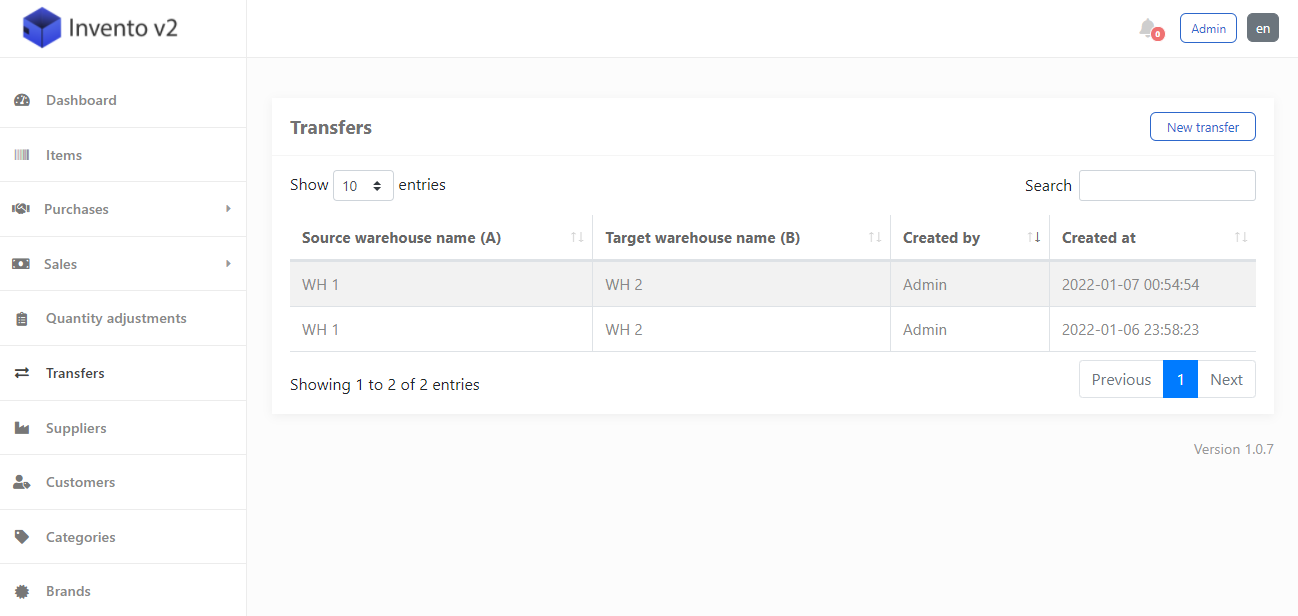 Invento v2
0
Admin
en
Dashboard
Items
Purchases
Sales
Quantity adjustments
Transfers
Suppliers
Customers
Categories
Brands
Transfers
New transfer
Show 10 entries
Search
Source warehouse name (A) Target warehouse name (B) Created by Created at
WH 1 WH 2 Admin 2022-01-07 00:54:54
WH 1 WH 2 Admin 2022-01-06 23:58:23
Showing 1 to 2 of 2 entries
Previous 1 Next
Version 1.0.7